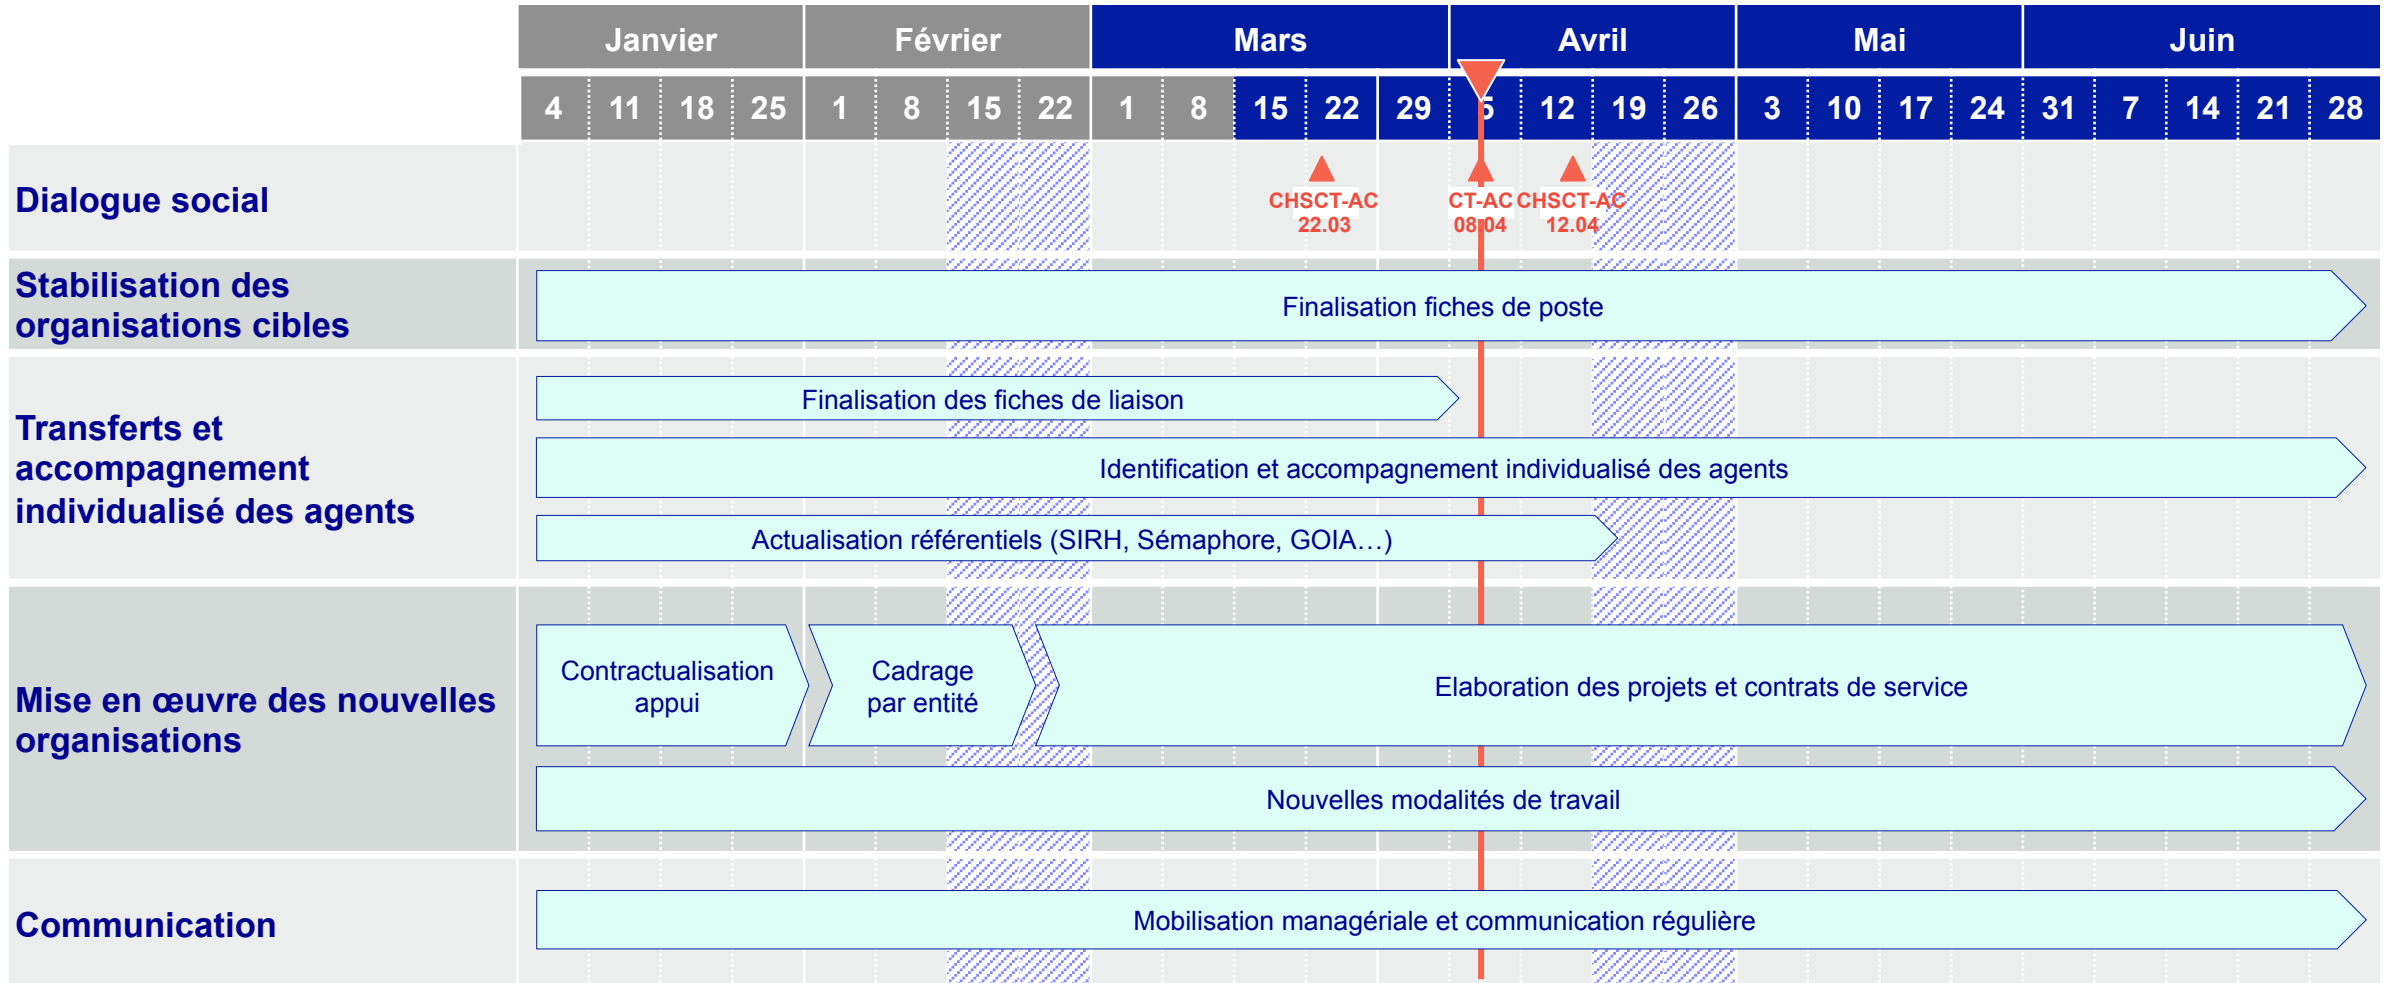 Janvier Février Mars Avril Mai Juin
4 11 18 25 1 8 15 22 1 8 15 22 29 5 12 19 26 3 10 17 24 31 7 14 21 28
Dialogue social
CHSCT-AC
22.03
CT-AC
08.04
CHSCT-AC
12.04
Stabilisation des
organisations cibles
Finalisation fiches de poste
Transferts et
accompagnement
individualisé des agents
Finalisation des fiches de liaison
Identification et accompagnement individualisé des agents
Actualisation référentiels (SIRH, Sémaphore, GOIA…)
Mise en œuvre des nouvelles
organisations
Contractualisation
appui
Cadrage
par entité
Elaboration des projets et contrats de service
Nouvelles modalités de travail
Communication
Mobilisation managériale et communication régulière